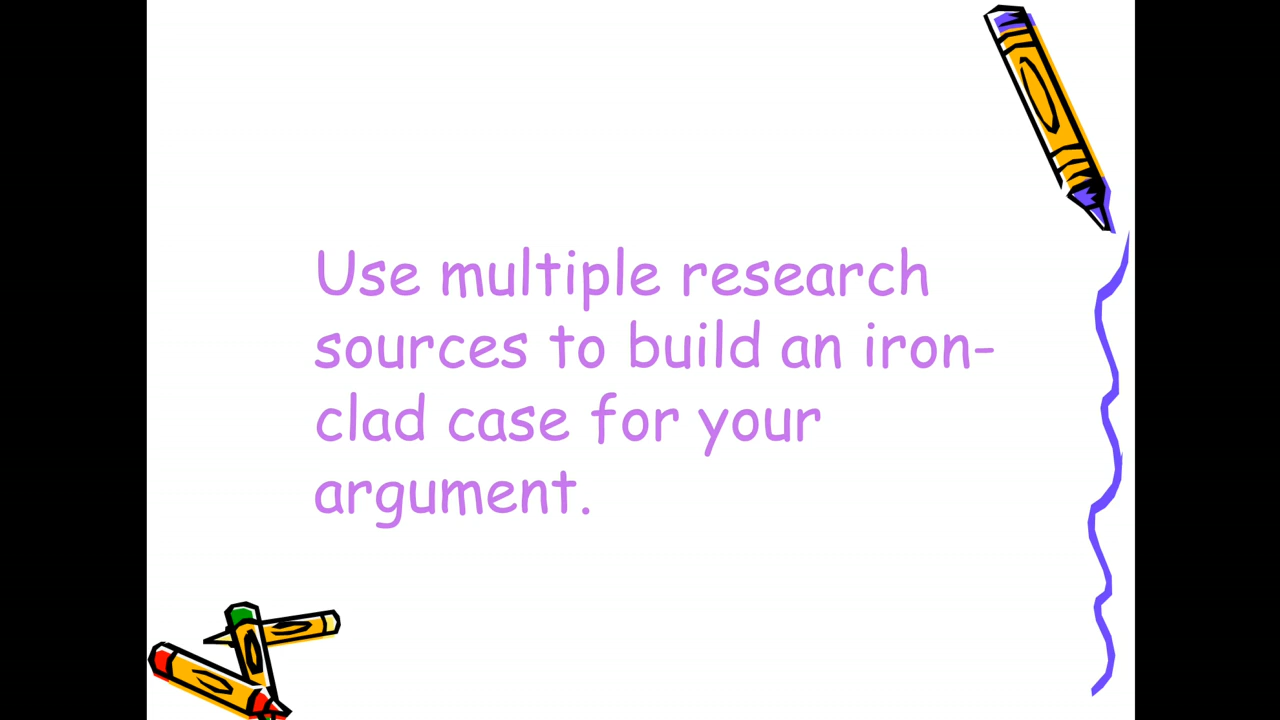 Use multiple research
sources to build an iron-
clad case for your
argument.